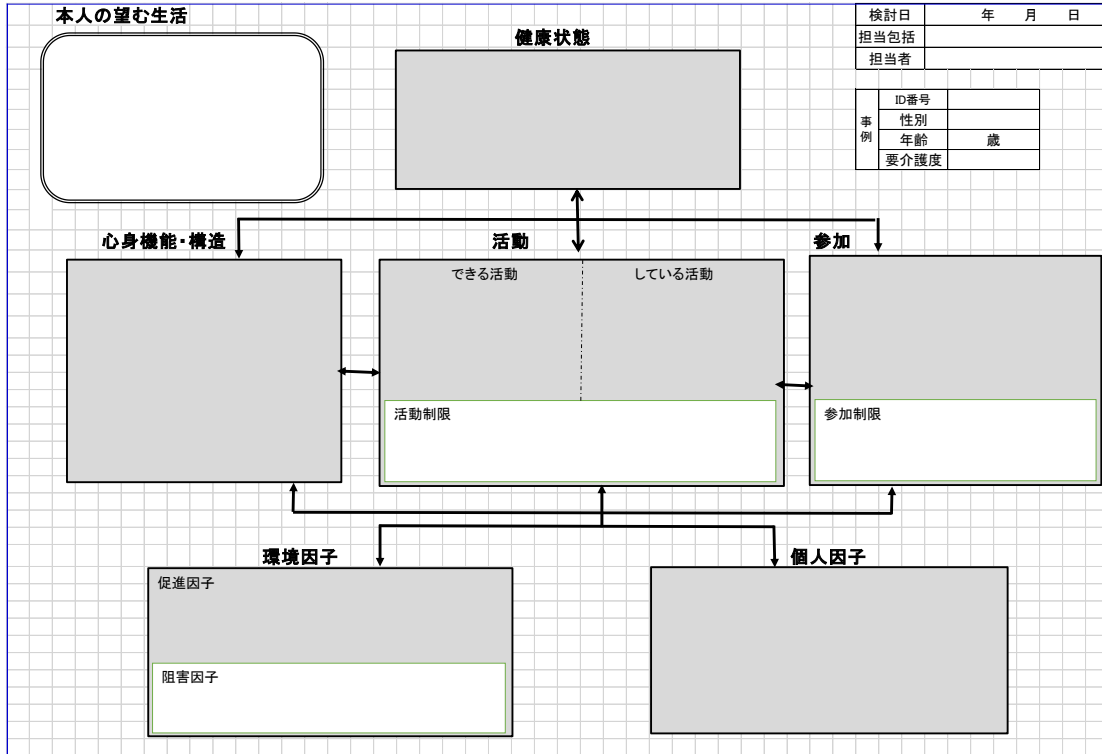 本人の望む生活
検討日 年 月 日
担当包括
担当者
健康状態
事例
ID番号
性別
年齢 歳
要介護度
心身機能・構造
活動
参加
できる活動 している活動
活動制限
参加制限
環境因子
個人因子
促進因子
阻害因子